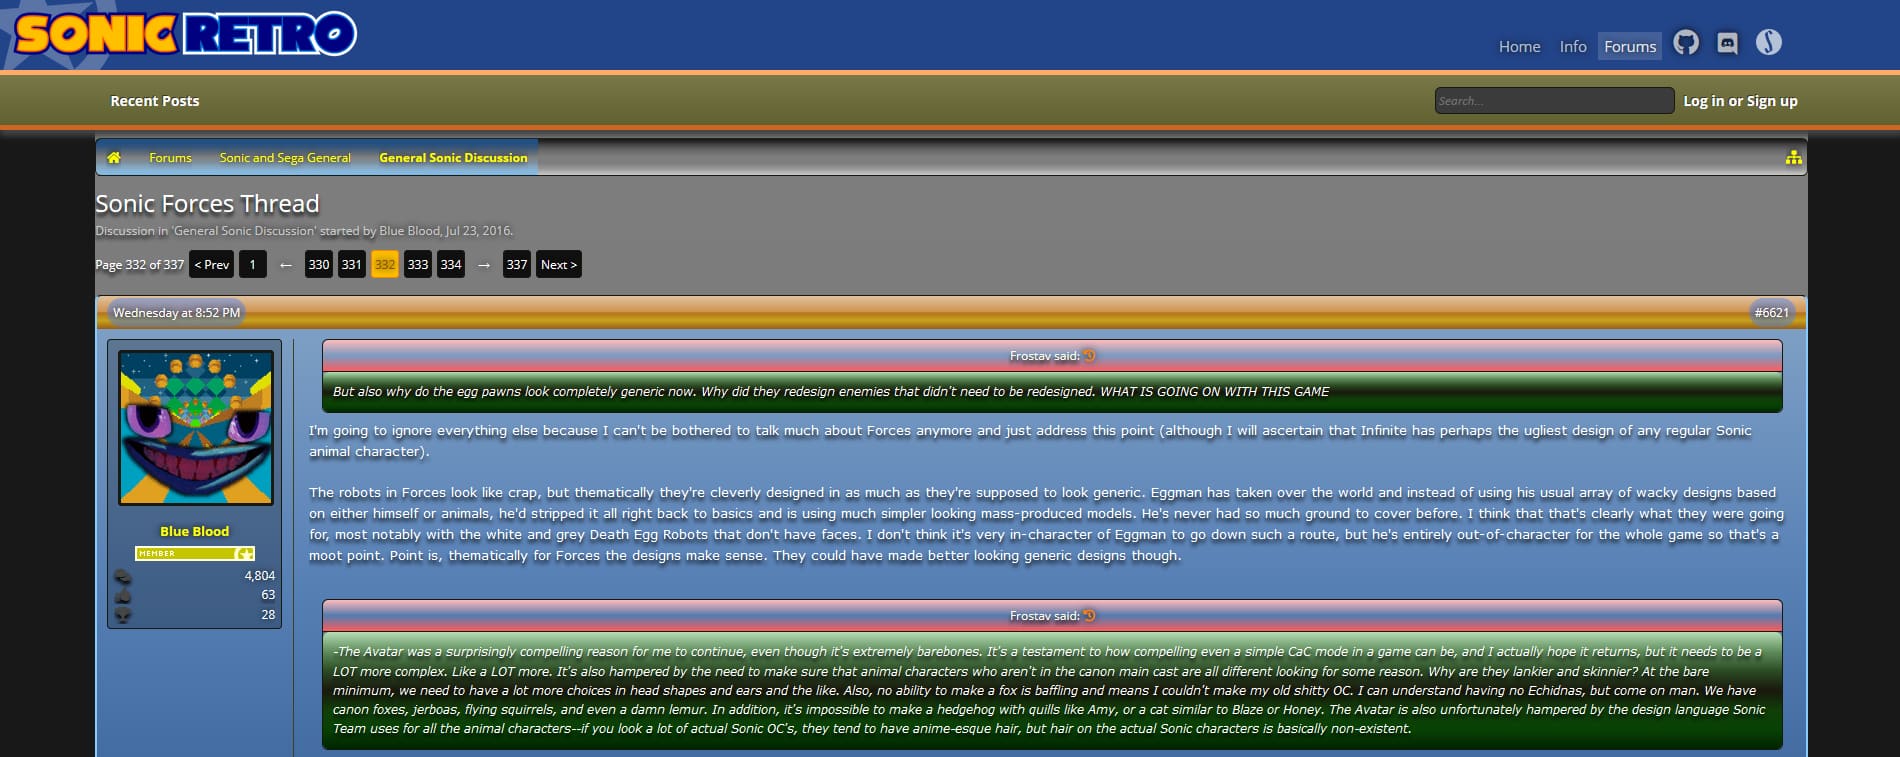 SONIC RETRO
Home Info Forums
Recent Posts
Search...
Log in or Sign up
Forums Sonic and Sega General General Sonic Discussion
Sonic Forces Thread
Discussion in 'General Sonic Discussion' started by Blue Blood, Jul 23, 2016.
Page 332 of 337 < Prev 1 ← 330 331 332 333 334 → 337 Next >
Wednesday at 8:52 PM
#6621
Blue Blood
MEMBER
4,804
63
28
Frostav said:
But also why do the egg pawns look completely generic now. Why did they redesign enemies that didn't need to be redesigned. WHAT IS GOING ON WITH THIS GAME
I'm going to ignore everything else because I can't be bothered to talk much about Forces anymore and just address this point (although I will ascertain that Infinite has perhaps the ugliest design of any regular Sonic
animal character).
The robots in Forces look like crap, but thematically they're cleverly designed in as much as they're supposed to look generic. Eggman has taken over the world and instead of using his usual array of wacky designs based
on either himself or animals, he'd stripped it all right back to basics and is using much simpler looking mass-produced models. He's never had so much ground to cover before. I think that that's clearly what they were going
for, most notably with the white and grey Death Egg Robots that don't have faces. I don't think it's very in-character of Eggman to go down such a route, but he's entirely out-of-character for the whole game so that's a
moot point. Point is, thematically for Forces the designs make sense. They could have made better looking generic designs though.
Frostav said:
-The Avatar was a surprisingly compelling reason for me to continue, even though it's extremely barebones. It's a testament to how compelling even a simple CaC mode in a game can be, and I actually hope it returns, but it needs to be a
LOT more complex. Like a LOT more. It's also hampered by the need to make sure that animal characters who aren't in the canon main cast are all different looking for some reason. Why are they lankier and skinnier? At the bare
minimum, we need to have a lot more choices in head shapes and ears and the like. Also, no ability to make a fox is baffling and means I couldn't make my old shitty OC. I can understand having no Echidnas, but come on man. We have
canon foxes, jerboas, flying squirrels, and even a damn lemur. In addition, it's impossible to make a hedgehog with quills like Amy, or a cat similar to Blaze or Honey. The Avatar is also unfortunately hampered by the design language Sonic
Team uses for all the animal characters--if you look a lot of actual Sonic OC's, they tend to have anime-esque hair, but hair on the actual Sonic characters is basically non-existent.